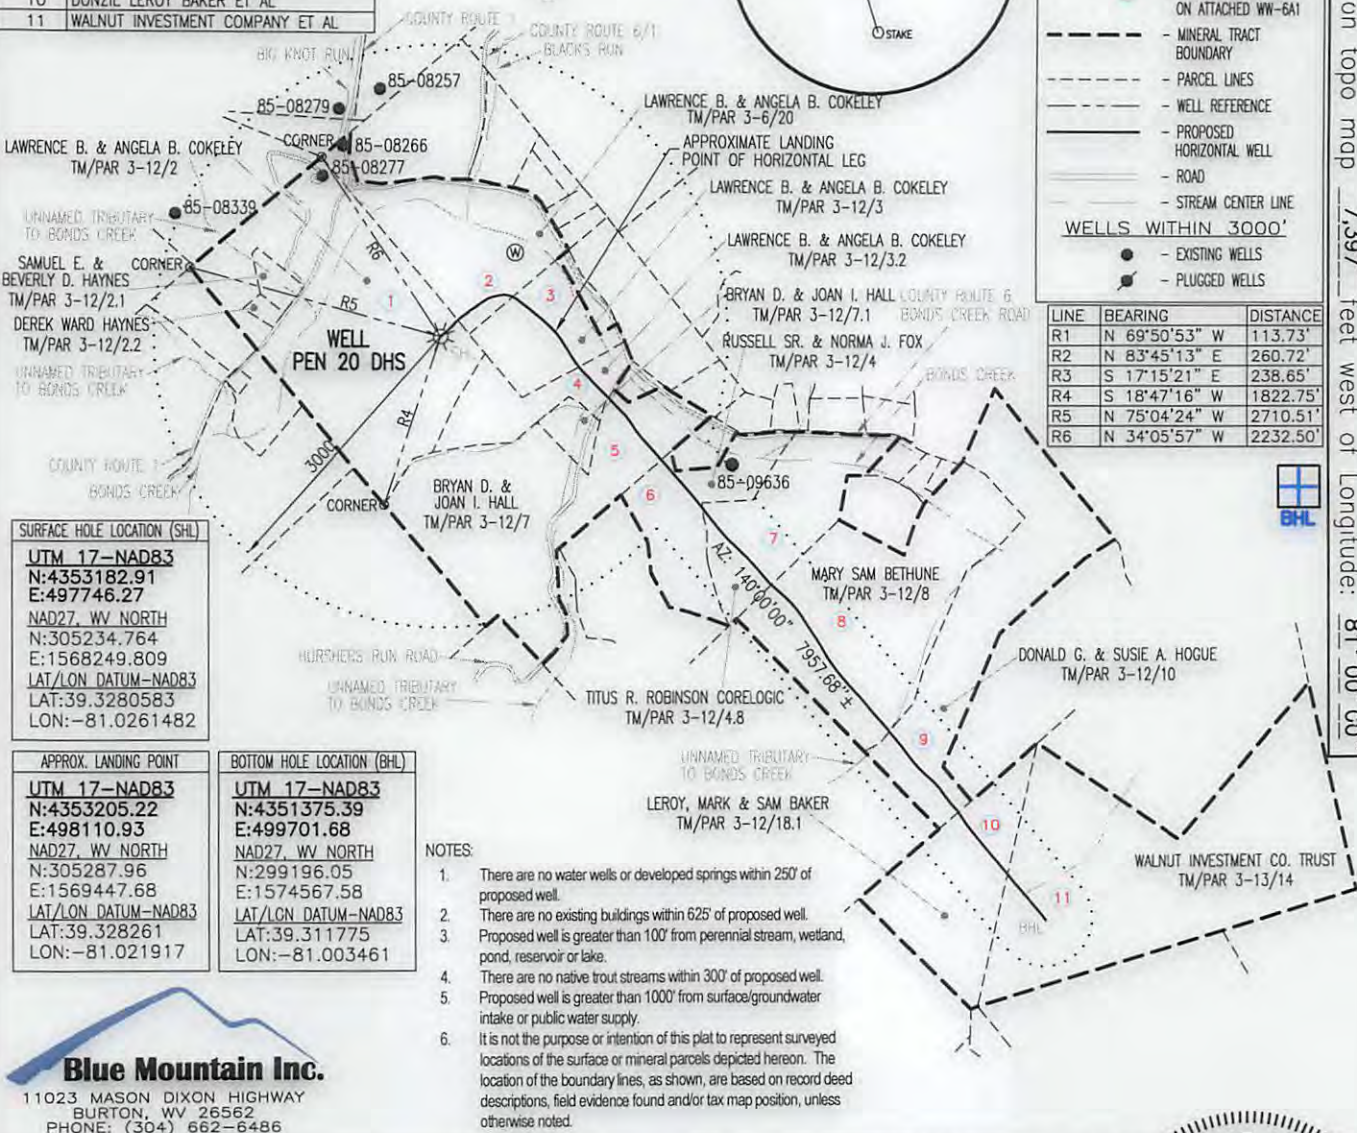 10 DONZIE LEROY BAKER ET AL
11 WALNUT INVESTMENT COMPANY ET AL
COUNTY ROUTE
COUNTY ROUTE 6/1
BLACKS RUN
BIG KNOT RUN
STAKE
ON ATTACHED WW-6A1
- MINERAL TRACT
BOUNDARY
- PARCEL LINES
- WELL REFERENCE
- PROPOSED
HORIZONTAL WELL
- ROAD
- STREAM CENTER LINE
WELLS WITHIN 3000'
- EXISTING WELLS
- PLUGGED WELLS
on topo map 7,397 feet west of Longitude: 81 00 00
LINE BEARING DISTANCE
R1 N 69°50'53" W 113.73'
R2 N 83°45'13" E 260.72'
R3 S 17°15'21" E 238.65'
R4 S 18°47'16" W 1822.75'
R5 N 75°04'24" W 2710.51'
R6 N 34°05'57" W 2232.50'
BHL
85-08257
85-08279
CORNER
85-08266
85-08277
85-08339
LAWRENCE B. & ANGELA B. COKELEY
TM/PAR 3-12/2
UNNAMED TRIBUTARY
TO BONDS CREEK
SAMUEL E. &
BEVERLY D. HAYNES
TM/PAR 3-12/2.1
CORNER
DEREK WARD HAYNES
TM/PAR 3-12/2.2
UNNAMED TRIBUTARY
TO BONDS CREEK
COUNTY ROUTE 7
BONDS CREEK
R6
R5
R4
3000'
1
2
W
3
4
5
6
7
8
9
10
11
WELL
PEN 20 DHS
SHL
CORNER
LAWRENCE B. & ANGELA B. COKELEY
TM/PAR 3-6/20
APPROXIMATE LANDING
POINT OF HORIZONTAL LEG
LAWRENCE B. & ANGELA B. COKELEY
TM/PAR 3-12/3
LAWRENCE B. & ANGELA B. COKELEY
TM/PAR 3-12/3.2
BRYAN D. & JOAN I. HALL
TM/PAR 3-12/7.1
COUNTY ROUTE 6
BONDS CREEK ROAD
RUSSELL SR. & NORMA J. FOX
TM/PAR 3-12/4
BONDS CREEK
85-09636
BRYAN D. &
JOAN I. HALL
TM/PAR 3-12/7
AZ: 140°00'00" 7957.68'±
MARY SAM BETHUNE
TM/PAR 3-12/8
HURSHERS RUN ROAD
UNNAMED TRIBUTARY
TO BONDS CREEK
TITUS R. ROBINSON CORELOGIC
TM/PAR 3-12/4.8
DONALD G. & SUSIE A. HOGUE
TM/PAR 3-12/10
UNNAMED TRIBUTARY
TO BONDS CREEK
LEROY, MARK & SAM BAKER
TM/PAR 3-12/18.1
WALNUT INVESTMENT CO. TRUST
TM/PAR 3-13/14
BHL
SURFACE HOLE LOCATION (SHL)
UTM 17-NAD83
N:4353182.91
E:497746.27
NAD27, WV NORTH
N:305234.764
E:1568249.809
LAT/LON DATUM-NAD83
LAT:39.3280583
LON:-81.0261482
APPROX. LANDING POINT
UTM 17-NAD83
N:4353205.22
E:498110.93
NAD27, WV NORTH
N:305287.96
E:1569447.68
LAT/LON DATUM-NAD83
LAT:39.328261
LON:-81.021917
BOTTOM HOLE LOCATION (BHL)
UTM 17-NAD83
N:4351375.39
E:499701.68
NAD27, WV NORTH
N:299196.05
E:1574567.58
LAT/LON DATUM-NAD83
LAT:39.311775
LON:-81.003461
NOTES:
1. There are no water wells or developed springs within 250' of
proposed well.
2. There are no existing buildings within 625' of proposed well.
3. Proposed well is greater than 100' from perennial stream, wetland,
pond, reservoir or lake.
4. There are no native trout streams within 300' of proposed well.
5. Proposed well is greater than 1000' from surface/groundwater
intake or public water supply.
6. It is not the purpose or intention of this plat to represent surveyed
locations of the surface or mineral parcels depicted hereon. The
location of the boundary lines, as shown, are based on record deed
descriptions, field evidence found and/or tax map position, unless
otherwise noted.
Blue Mountain Inc.
11023 MASON DIXON HIGHWAY
BURTON, WV 26562
PHONE: (304) 662-6486